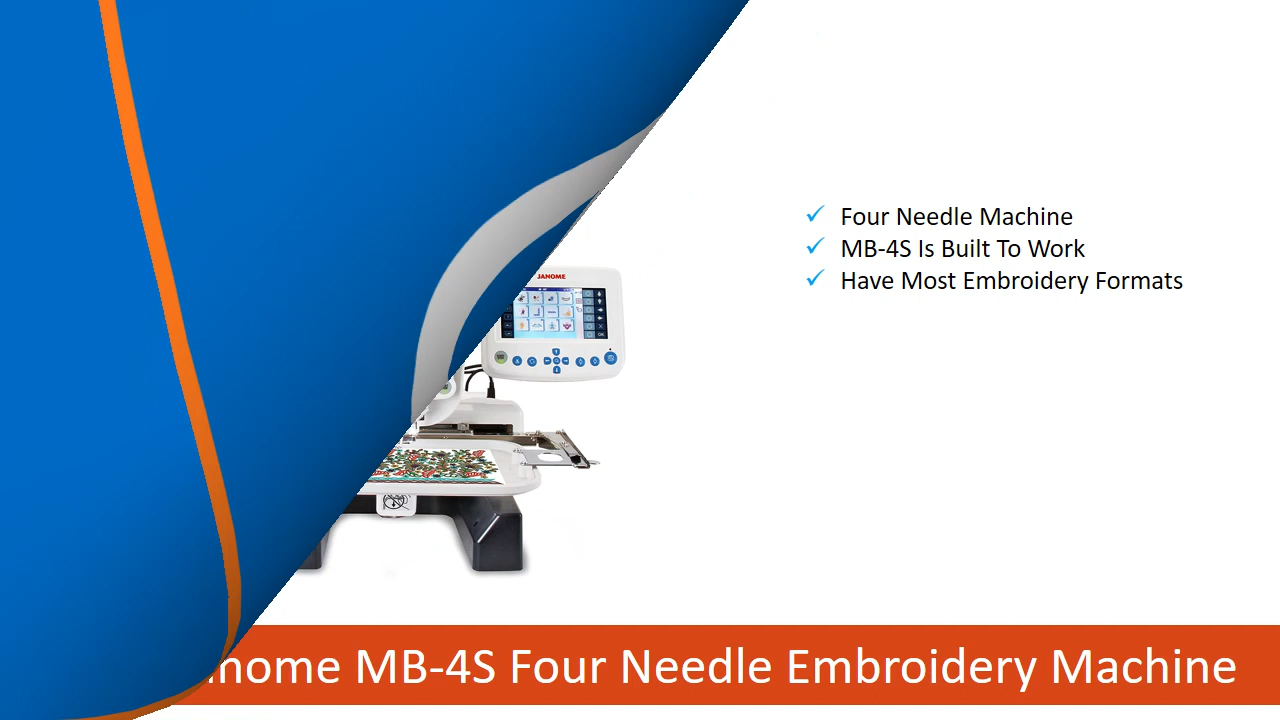 JANOME
Four Needle Machine
MB-4S Is Built To Work
Have Most Embroidery Formats
nome MB-4S Four Needle Embroidery Machine